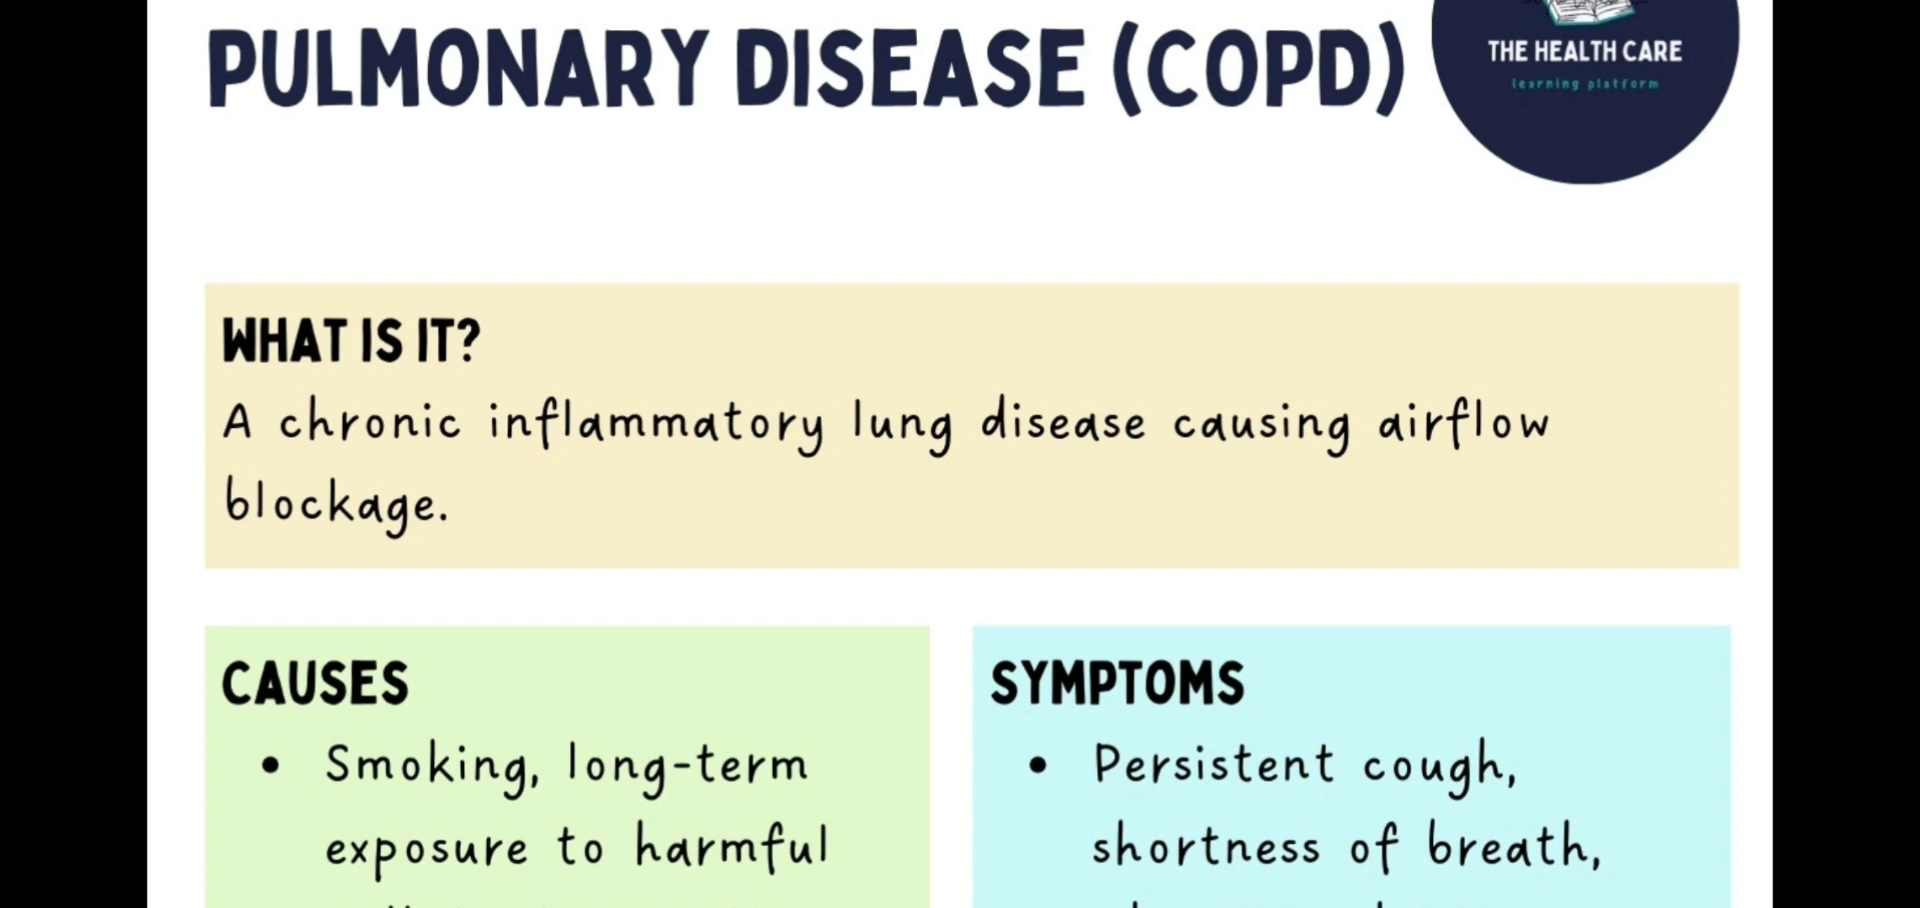 PULMONARY DISEASE (COPD)
THE HEALTH CARE
learning platform
WHAT IS IT?
A chronic inflammatory lung disease causing airflow
blockage.
CAUSES
• Smoking, long-term
exposure to harmful
SYMPTOMS
• Persistent cough,
shortness of breath,